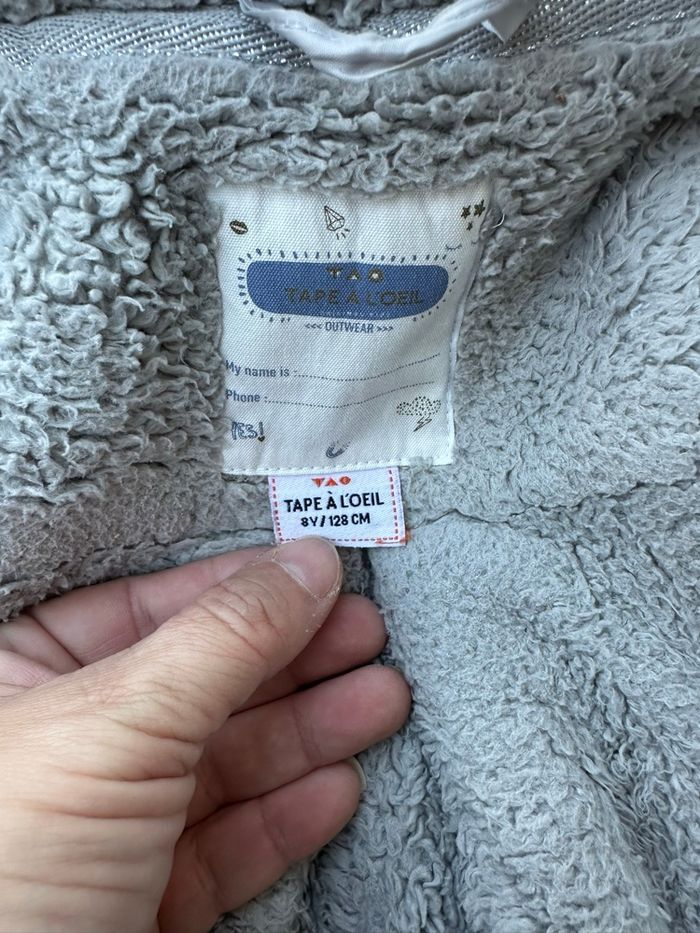 TAO
TAPE À L'OEIL
<<< OUTWEAR >>>
My name is :
Phone :
YES!
TAO
TAPE À L'OEIL
8Y / 128 CM